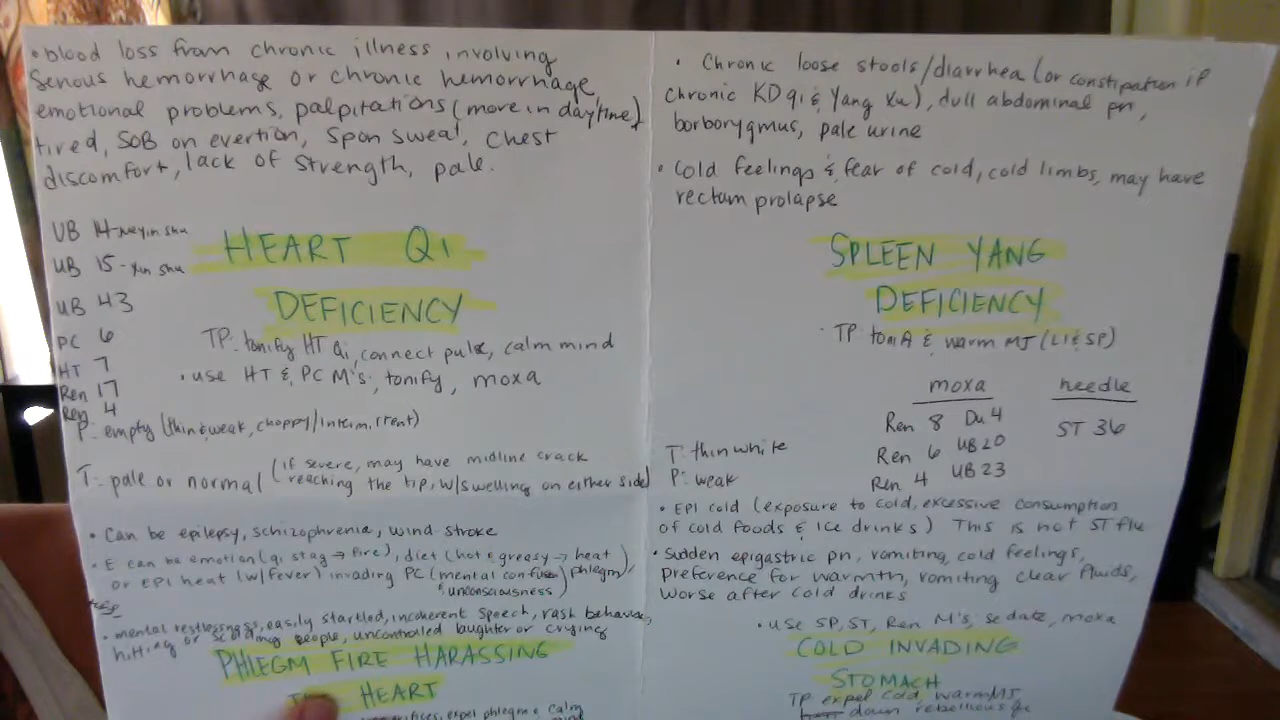 • blood loss from chronic illness involving
serious hemorrhage or chronic hemorrhage
emotional problems, palpitations (more in daytime)
tired, SOB on exertion, spon sweat, chest
discomfort, lack of strength, pale.
UB 14-Jueyin shu
UB 15 - xin shu
UB 43
PC 6
HT 7
Ren 17
Ren 4
HEART QI
DEFICIENCY
TP: tonify HT Qi, connect pulse, calm mind
• use HT & PC M's; tonify, moxa
P: empty (thin & weak, choppy/intermittent)
T: pale or normal (if severe, may have midline crack
reaching the tip, w/swelling on either side)
• Can be epilepsy, schizophrenia, wind-stroke
• E can be emotion (qi stag → fire), diet (hot & greasy → heat
phlegm),
or EPI heat (w/fever) invading PC (mental confusion
unconsciousness)
• mental restlessness, easily startled, incoherent speech, rash behavior,
hitting or scolding people, uncontrolled laughter or crying
PHLEGM FIRE HARASSING
HEART
orifices, expel phlegm & calm
mind
• Chronic loose stools/diarrhea (or constipation if
chronic KD qi & Yang Xu), dull abdominal pn,
borborygmus, pale urine
• Cold feelings & fear of cold, cold limbs, may have
rectum prolapse
SPLEEN YANG
DEFICIENCY
• TP & warm MJ (LI & SP)
moxa needle
Ren 8 Du 4 ST 36
Ren 6 UB 20
Ren 4 UB 23
T: thin white
P: weak
• EPI cold (exposure to cold, excessive consumption
of cold foods & ice drinks) This is not ST flu
• Sudden epigastric pn, vomiting, cold feelings,
preference for warmth, vomiting clear fluids,
worse after cold drinks
• use SP, ST, Ren M's; sedate, moxa
COLD INVADING
STOMACH
TP expel cold, warm MJ
down rebellious Qi